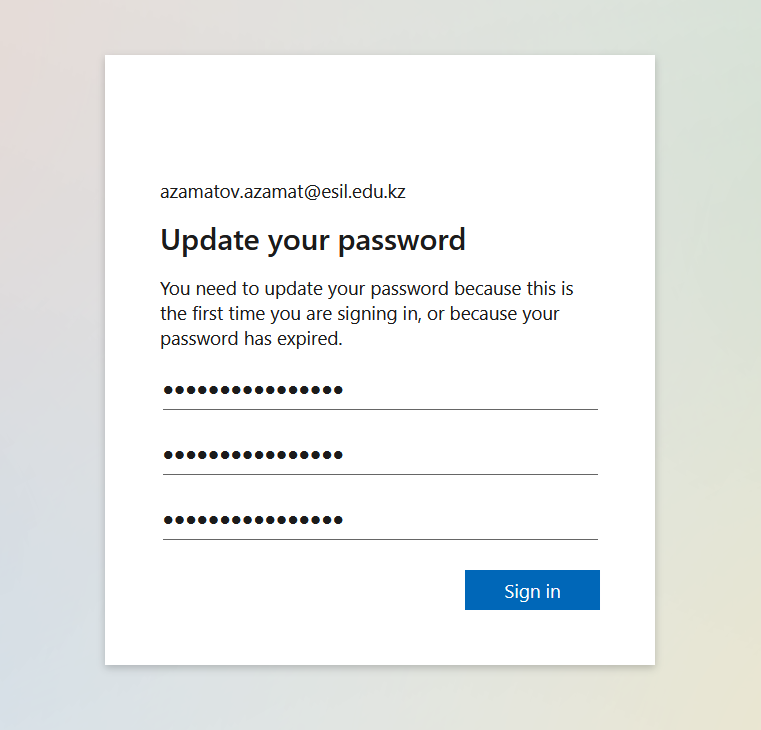 azamatov.azamat@esil.edu.kz
Update your password
You need to update your password because this is
the first time you are signing in, or because your
password has expired.
••••••••••••••••
••••••••••••••••
••••••••••••••••
Sign in